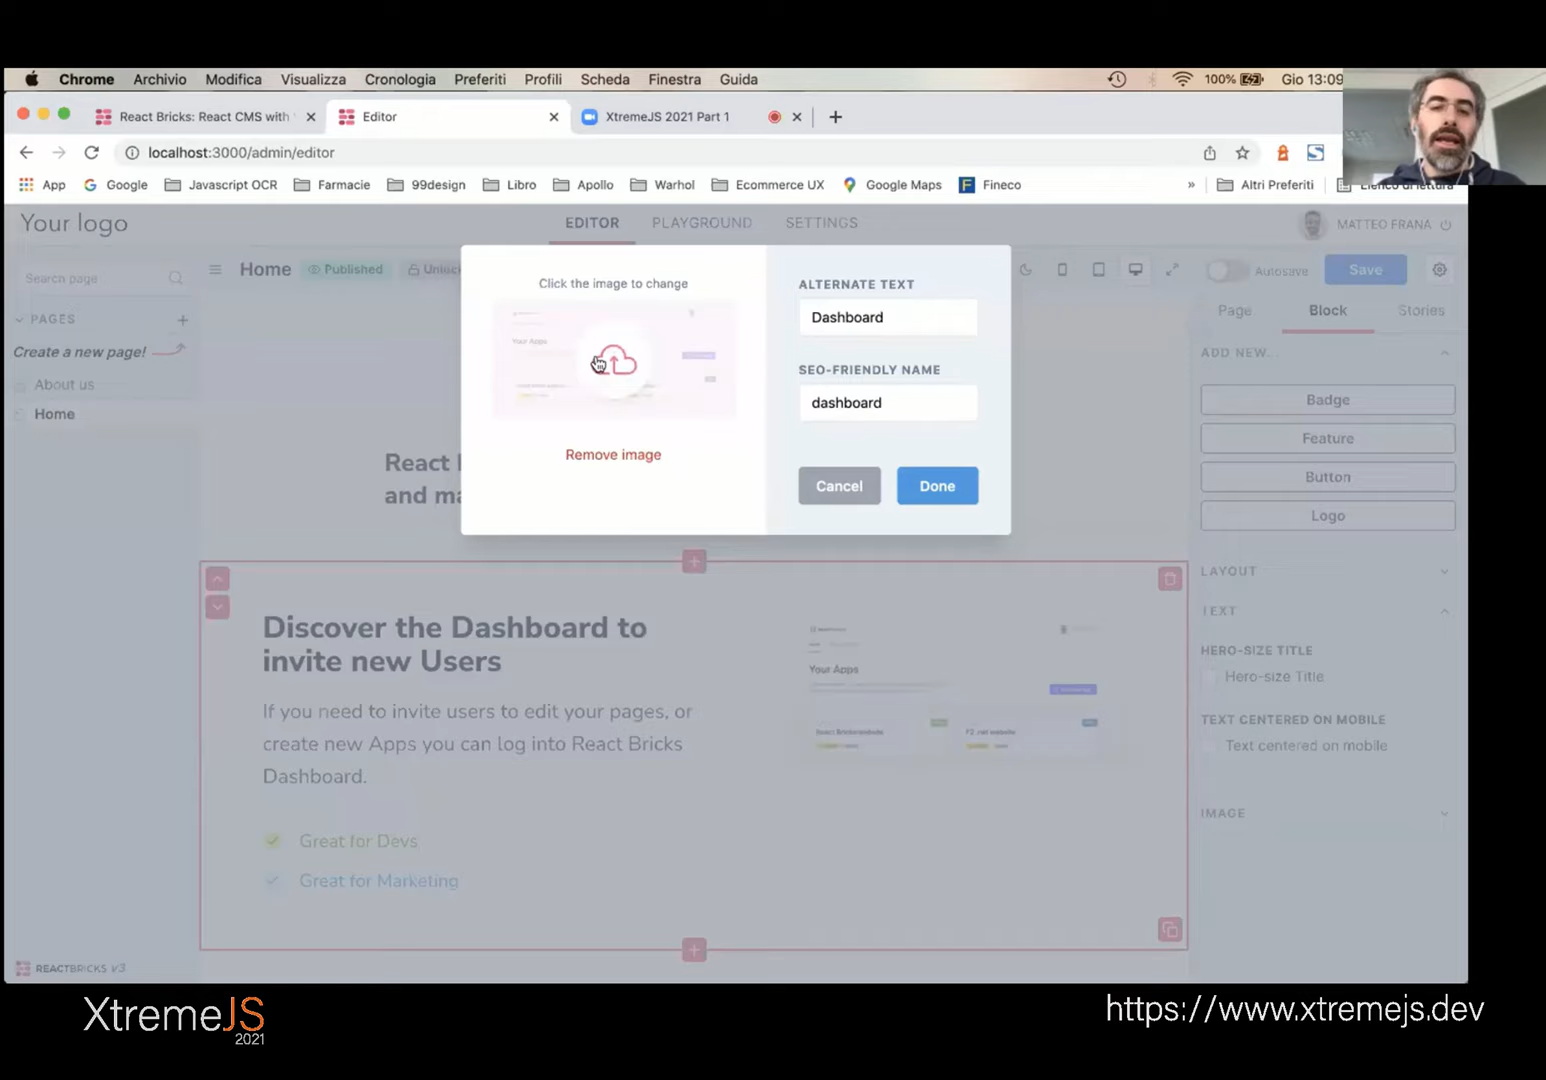 Chrome Archivio Modifica Visualizza Cronologia Preferiti Profili Scheda Finestra Guida 100% Gio 13:09
React Bricks: React CMS with Editor XtremeJS 2021 Part 1
localhost:3000/admin/editor
App Google Javascript OCR Farmacie 99design Libro Apollo Warhol Ecommerce UX Google Maps Fineco » Altri Preferiti Elenco di lettura
Your logo EDITOR PLAYGROUND SETTINGS MATTEO FRANA
Search page Home Published Autosave Save
Click the image to change
ALTERNATE TEXT
Dashboard
SEO-FRIENDLY NAME
dashboard
Your Apps
Remove image
Cancel Done
PAGES
Create a new page!
About us
Home
Page Block Stories
ADD NEW...
Badge
Feature
Button
Logo
LAYOUT
TEXT
HERO-SIZE TITLE
Hero-size Title
TEXT CENTERED ON MOBILE
Text centered on mobile
IMAGE
React
and
Discover the Dashboard to
invite new Users
If you need to invite users to edit your pages, or
create new Apps you can log into React Bricks
Dashboard.
Great for Devs
Great for Marketing
Your Apps
REACTBRICKS V3
XtremeJS
2021
https://www.xtremejs.dev